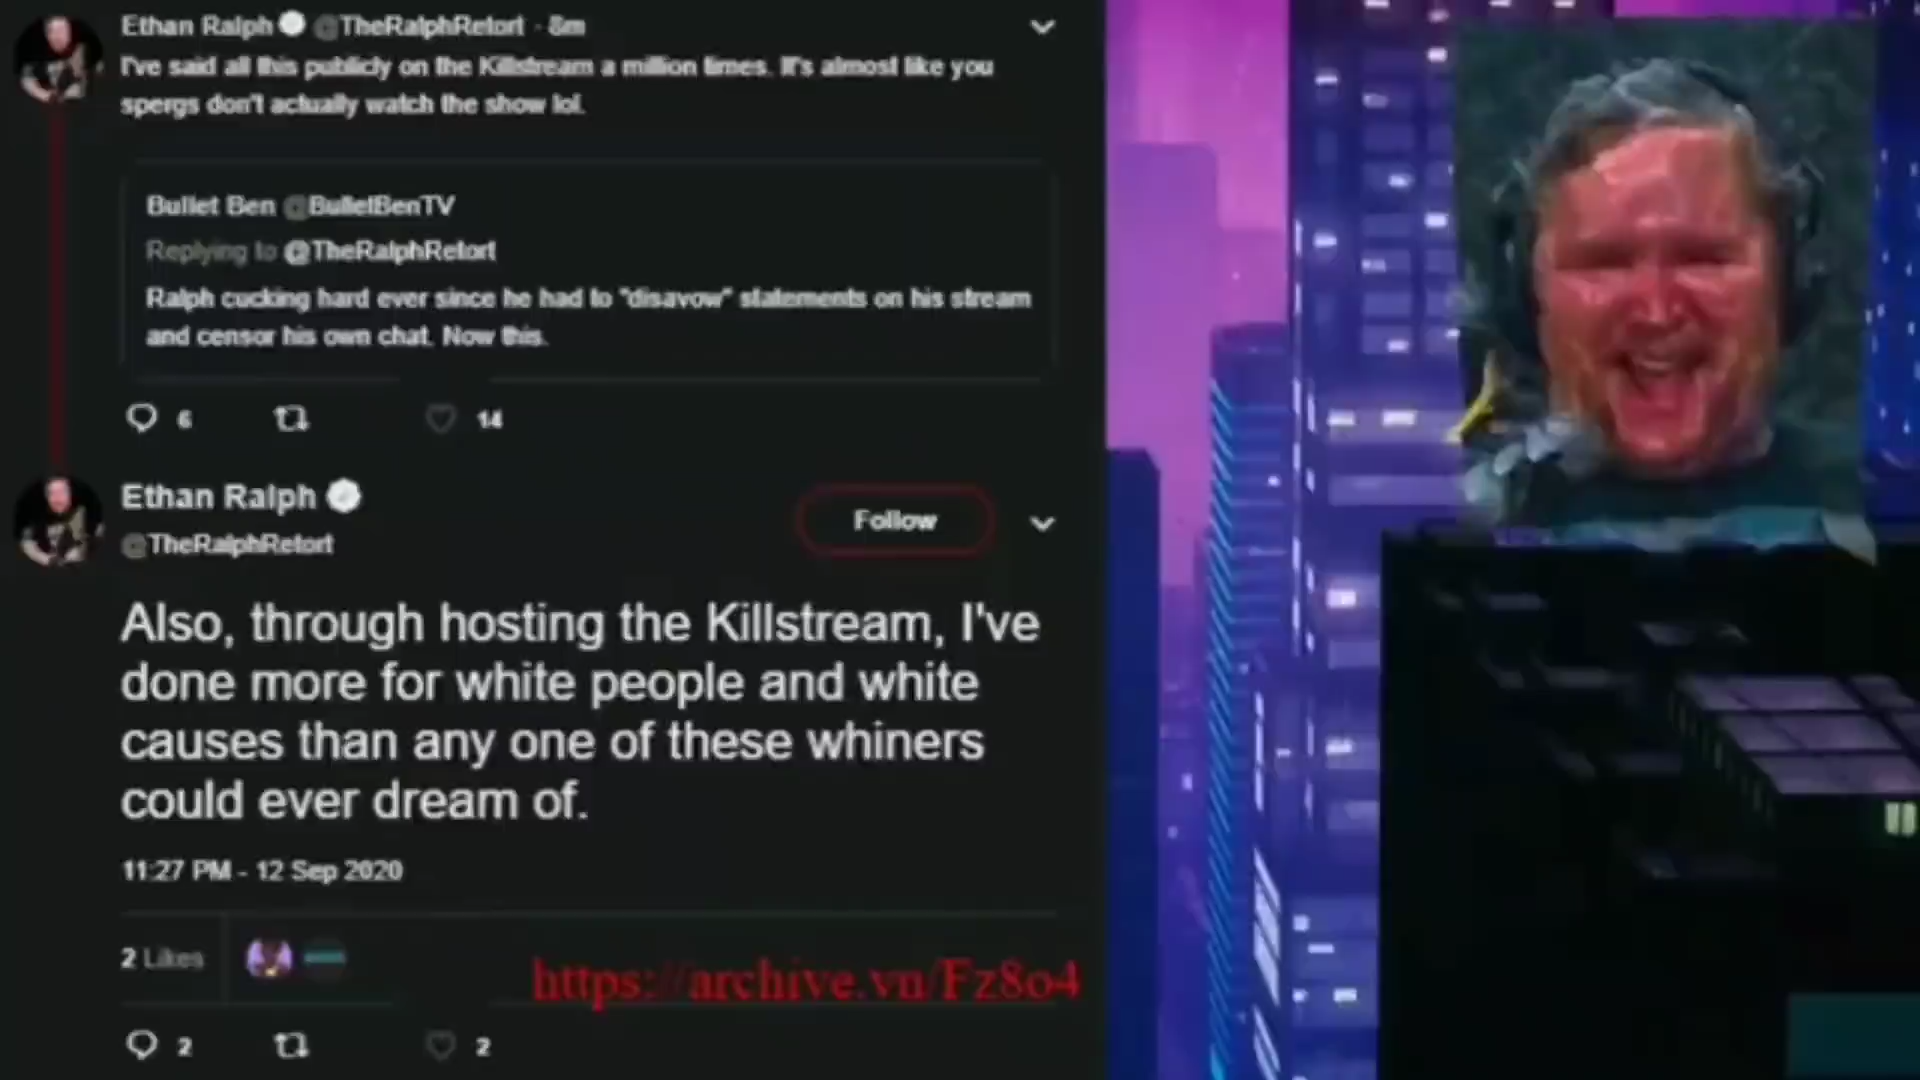 Ethan Ralph @TheRalphRetort · 8m
I've said all this publicly on the Killstream a million times. It's almost like you
spergs don't actually watch the show lol.
Bullet Ben @BulletBenTV
Replying to @TheRalphRetort
Ralph cucking hard ever since he had to "disavow" statements on his stream
and censor his own chat. Now this.
6 14
Ethan Ralph
@TheRalphRetort
Follow
Also, through hosting the Killstream, I've
done more for white people and white
causes than any one of these whiners
could ever dream of.
11:27 PM - 12 Sep 2020
2 Likes
https://archive.vn/Fz8o4
2 2